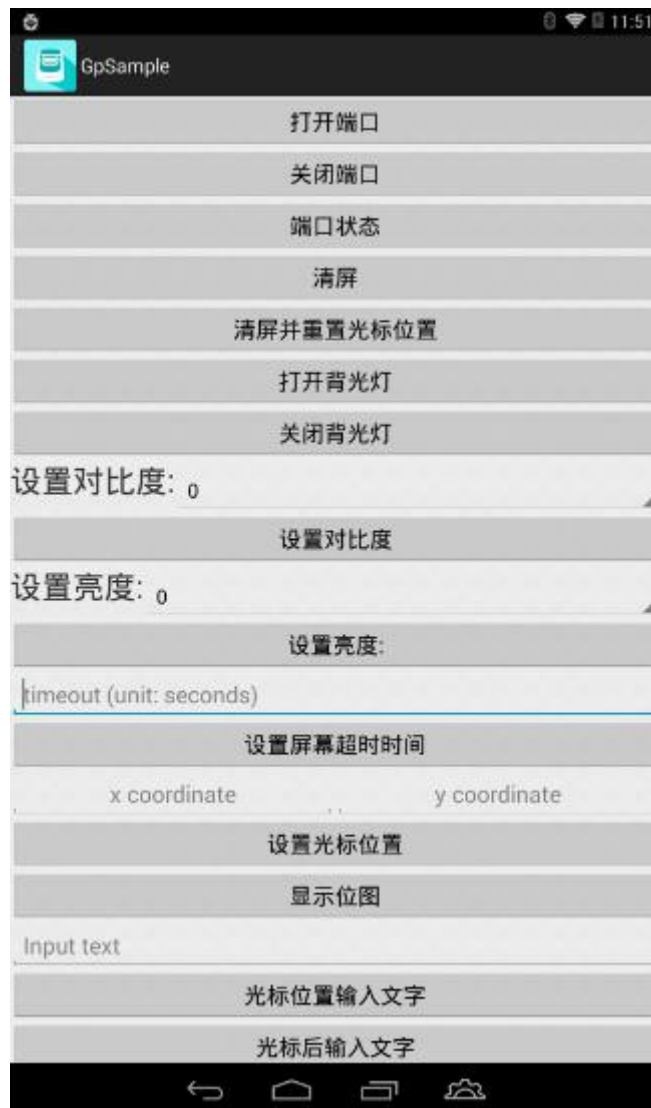 11:51
GpSample
打开端口
关闭端口
端口状态
清屏
清屏并重置光标位置
打开背光灯
关闭背光灯
设置对比度: 0
设置对比度
设置亮度: 0
设置亮度:
timeout (unit: seconds)
设置屏幕超时时间
x coordinate y coordinate
设置光标位置
显示位图
Input text
光标位置输入文字
光标后输入文字